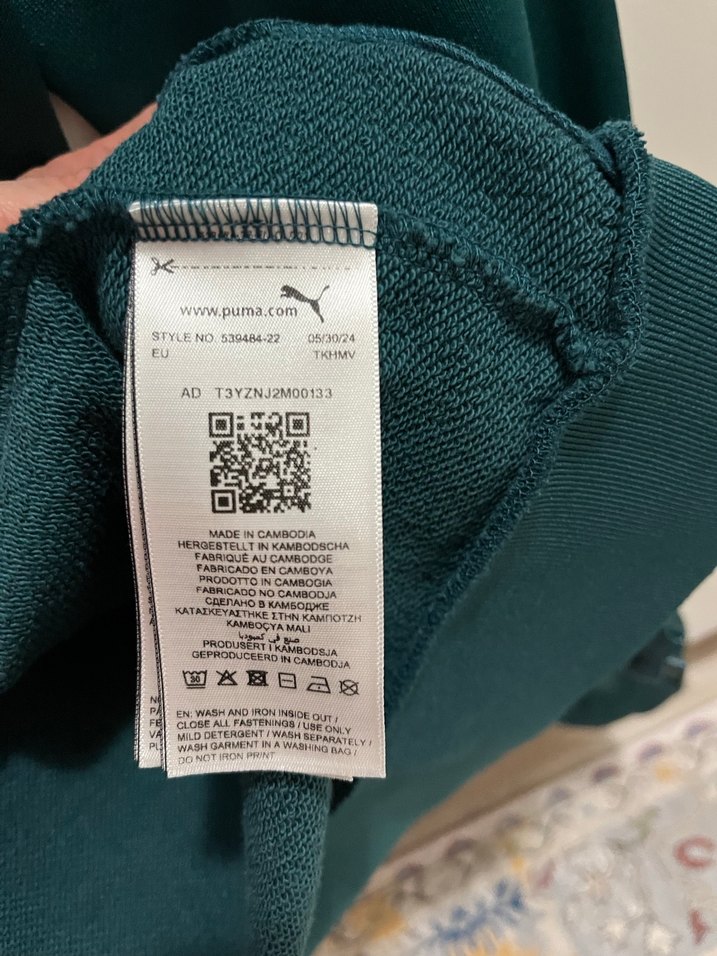 www.puma.com
STYLE NO. 539484-22 05/30/24
EU TKHMV
AD T3YZNJ2M00133
MADE IN CAMBODIA
HERGESTELLT IN KAMBODSCHA
FABRIQUÉ AU CAMBODGE
FABRICADO EN CAMBOYA
PRODOTTO IN CAMBOGIA
FABRICADO NO CAMBODJA
СДЕЛАНО В КАМБОДЖЕ
ΚΑΤΑΣΚΕΥΑΣΤΗΚΕ ΣΤΗΝ ΚΑΜΠΟΤΖΗ
KAMBOÇYA MALI
صنع في كمبوديا
PRODUSERT I KAMBODSJA
GEPRODUCEERD IN CAMBODJA
30
EN: WASH AND IRON INSIDE OUT /
CLOSE ALL FASTENINGS / USE ONLY
MILD DETERGENT / WASH SEPARATELY /
WASH GARMENT IN A WASHING BAG /
DO NOT IRON PRINT